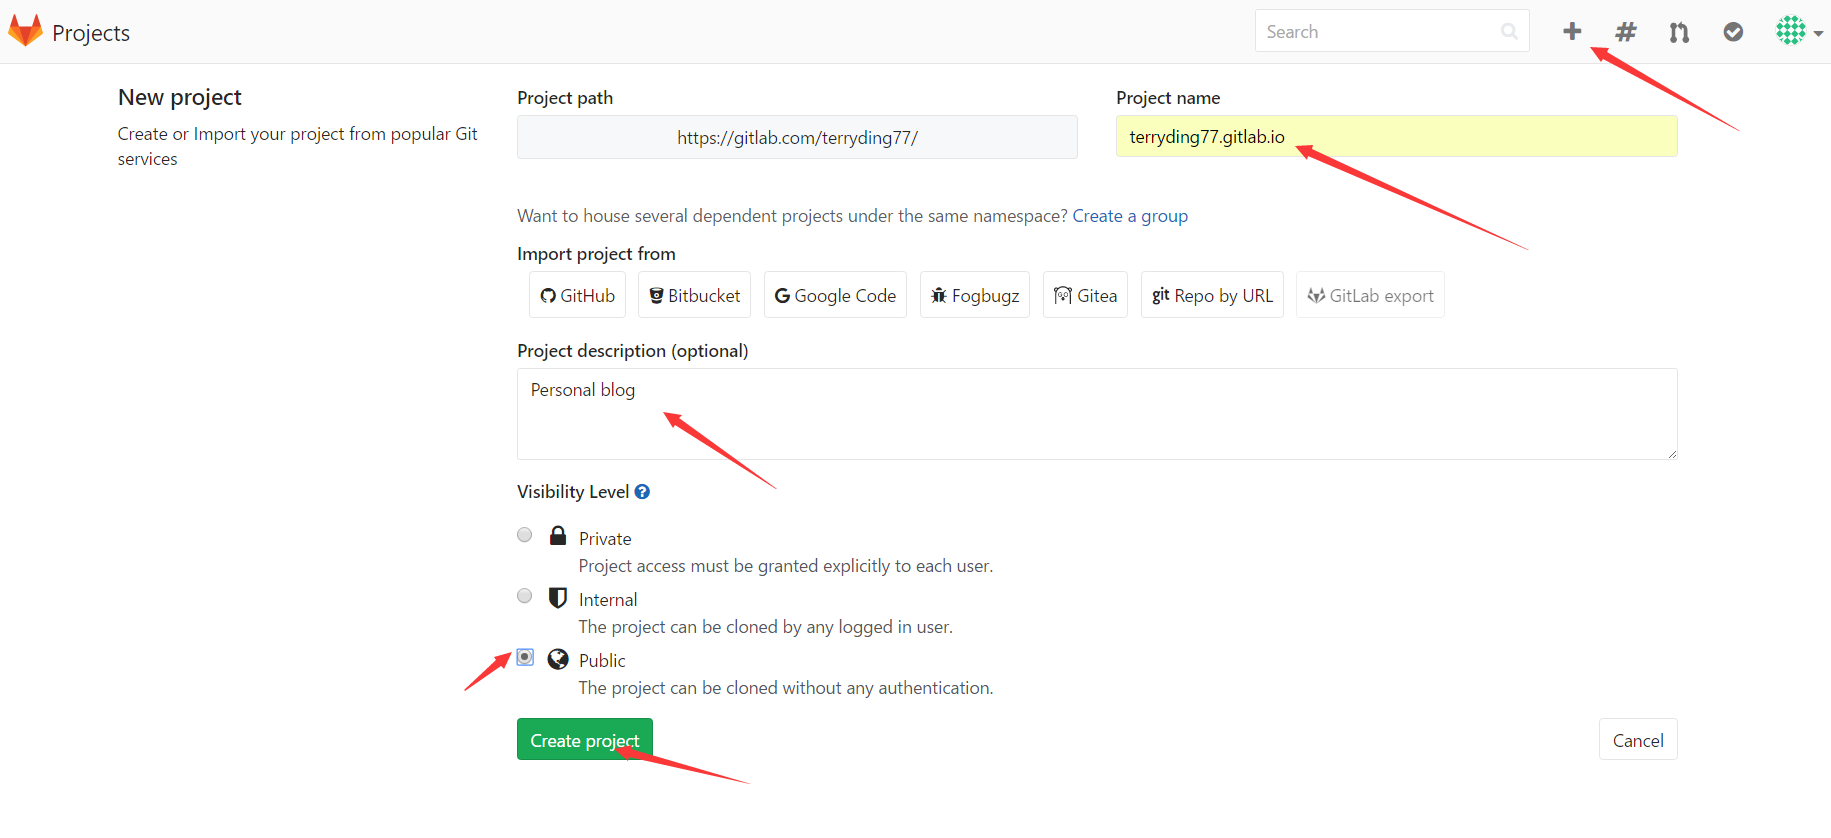 Projects
Search
New project
Create or Import your project from popular Git
services
Project path
https://gitlab.com/terryding77/
Project name
terryding77.gitlab.io
Want to house several dependent projects under the same namespace? Create a group
Import project from
GitHub
Bitbucket
Google Code
Fogbugz
Gitea
git Repo by URL
GitLab export
Project description (optional)
Personal blog
Visibility Level
Private
Project access must be granted explicitly to each user.
Internal
The project can be cloned by any logged in user.
Public
The project can be cloned without any authentication.
Create project
Cancel